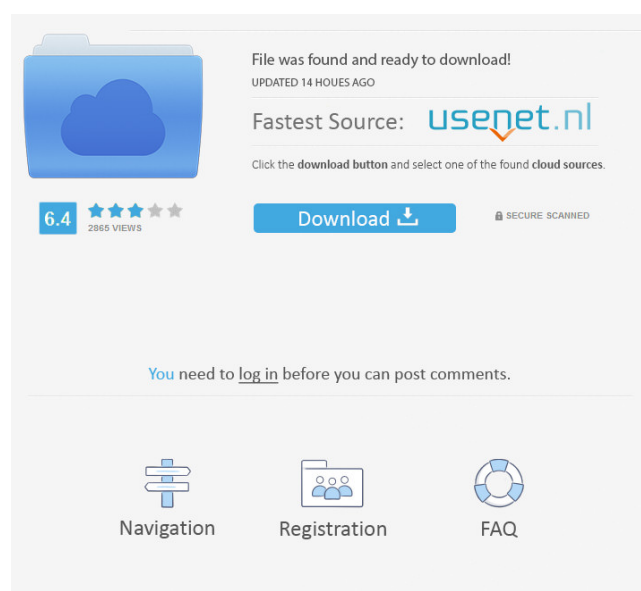 File was found and ready to download!
UPDATED 14 HOUES AGO
Fastest Source: usenet.nl
Click the download button and select one of the found cloud sources.
6.4
2865 VIEWS
Download
SECURE SCANNED
You need to log in before you can post comments.
Navigation
Registration
FAQ